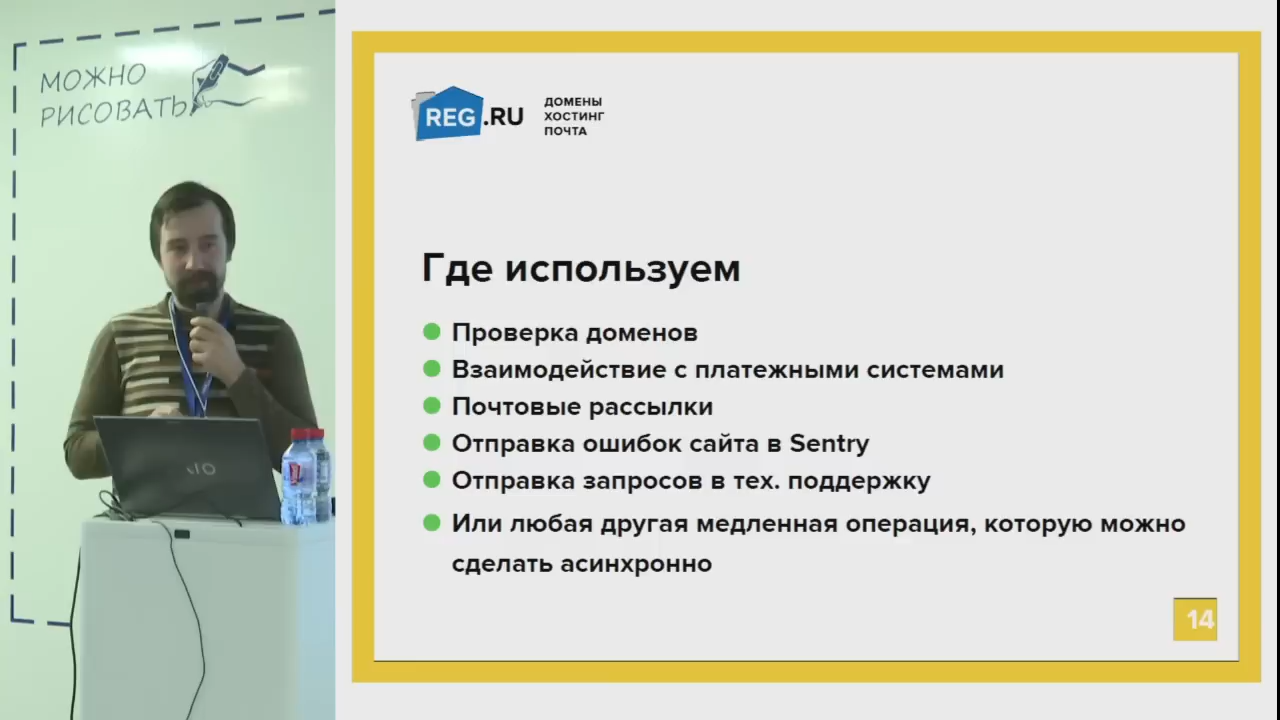 МОЖНО
РИСОВАТЬ
REG.RU
ДОМЕНЫ
ХОСТИНГ
ПОЧТА
Где используем
Проверка доменов
Взаимодействие с платежными системами
Почтовые рассылки
Отправка ошибок сайта в Sentry
Отправка запросов в тех. поддержку
Или любая другая медленная операция, которую можно
сделать асинхронно
14